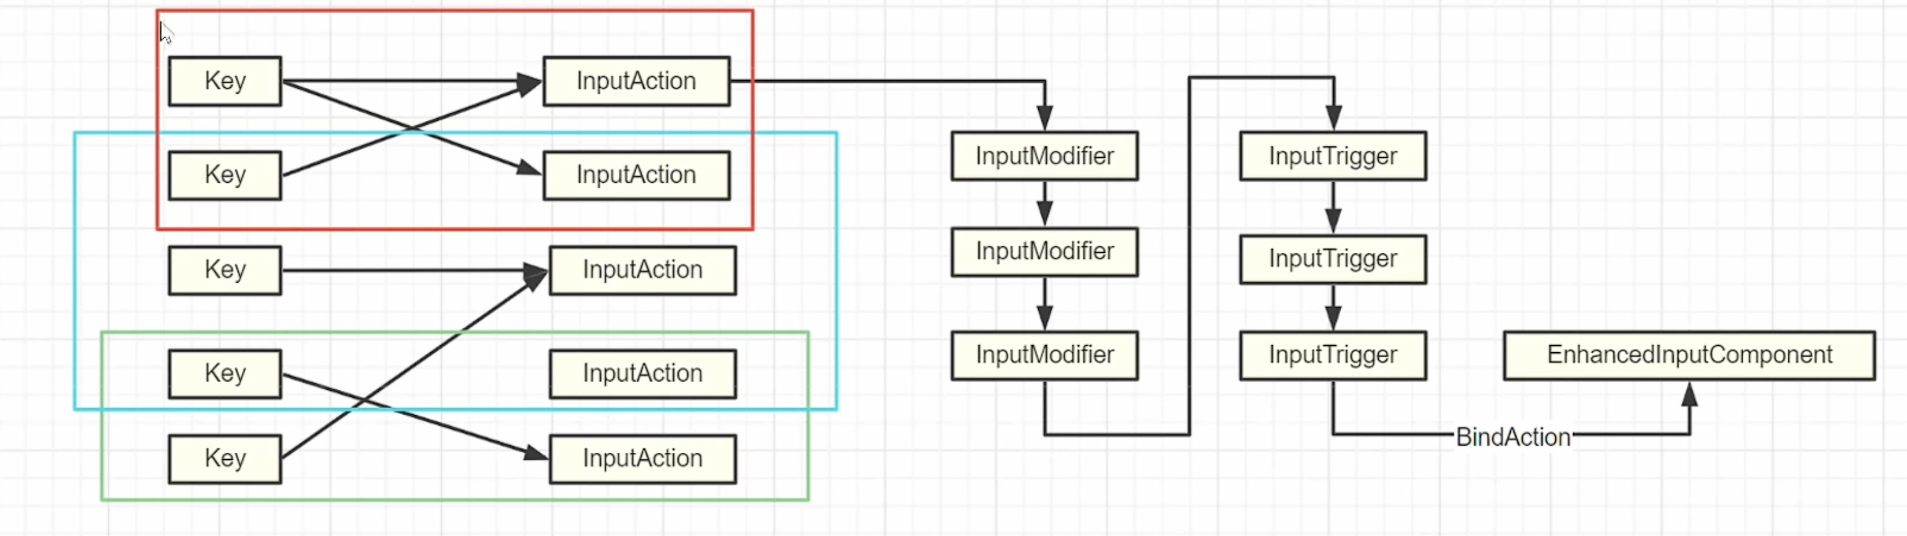 Key
InputAction
Key
InputAction
Key
InputAction
Key
InputAction
Key
InputAction
InputModifier
InputModifier
InputModifier
InputTrigger
InputTrigger
InputTrigger
BindAction
EnhancedInputComponent